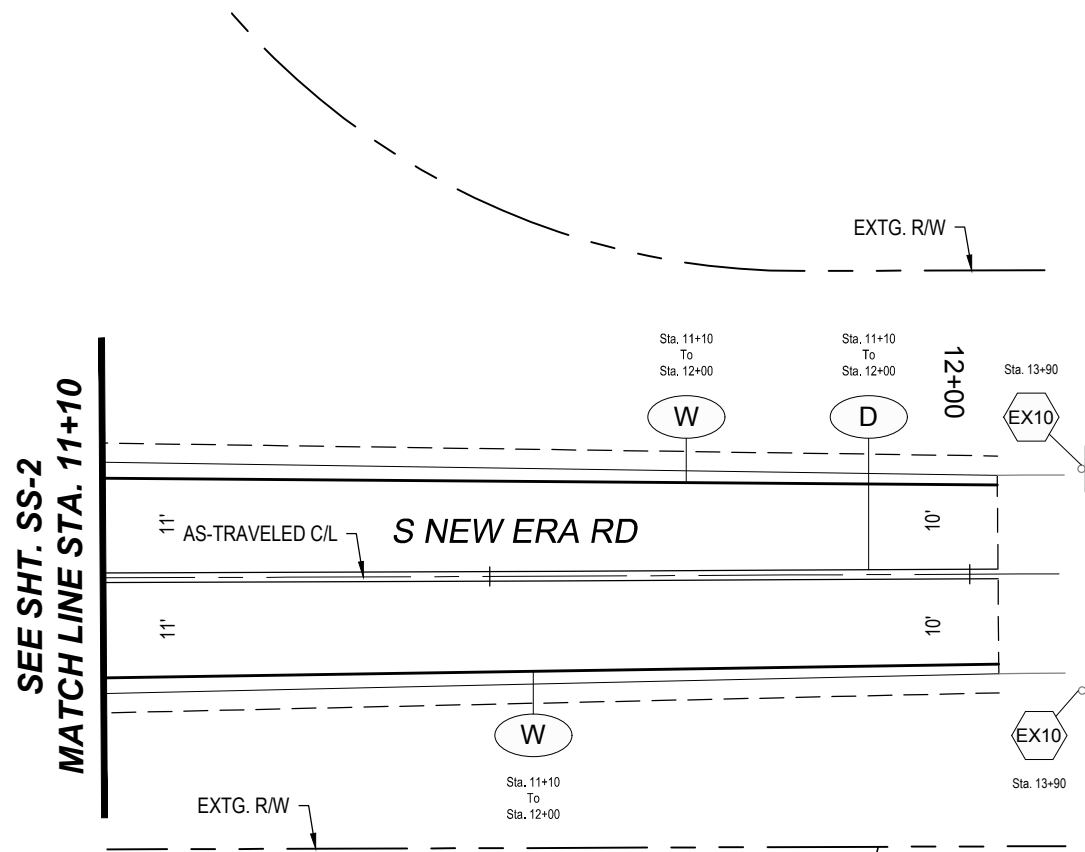 EXTG. R/W
Sta. 11+10
To
Sta. 12+00
W
Sta. 11+10
To
Sta. 12+00
D
12+00
Sta. 13+90
EX10
SEE SHT. SS-2
MATCH LINE STA. 11+10
11'
AS-TRAVELED C/L
S NEW ERA RD
10'
11'
10'
W
Sta. 11+10
To
Sta. 12+00
EX10
Sta. 13+90
EXTG. R/W